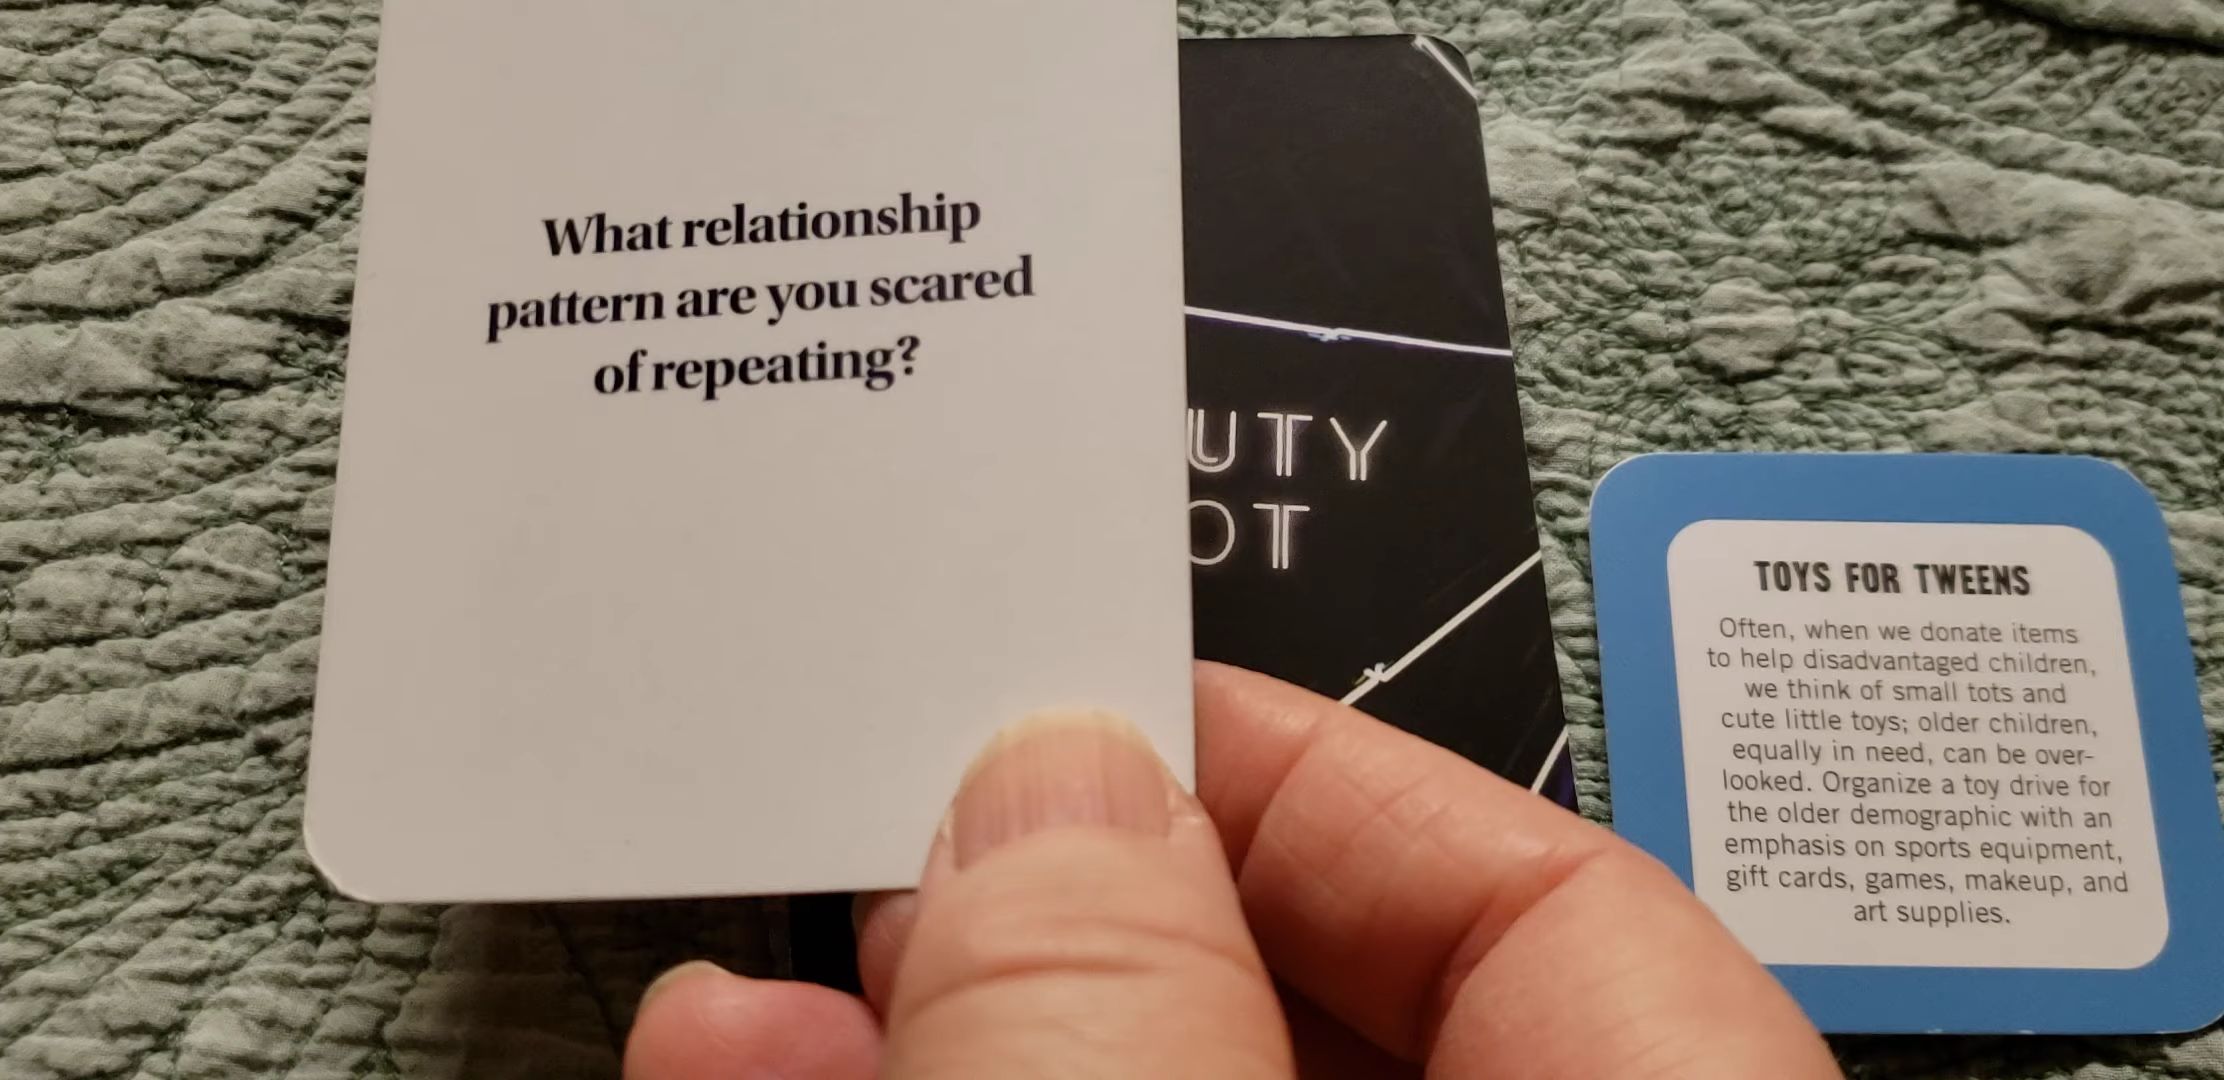 What relationship
pattern are you scared
of repeating?
UTY
OT
TOYS FOR TWEENS
Often, when we donate items
to help disadvantaged children,
we think of small tots and
cute little toys; older children,
equally in need, can be over-
looked. Organize a toy drive for
the older demographic with an
emphasis on sports equipment,
gift cards, games, makeup, and
art supplies.